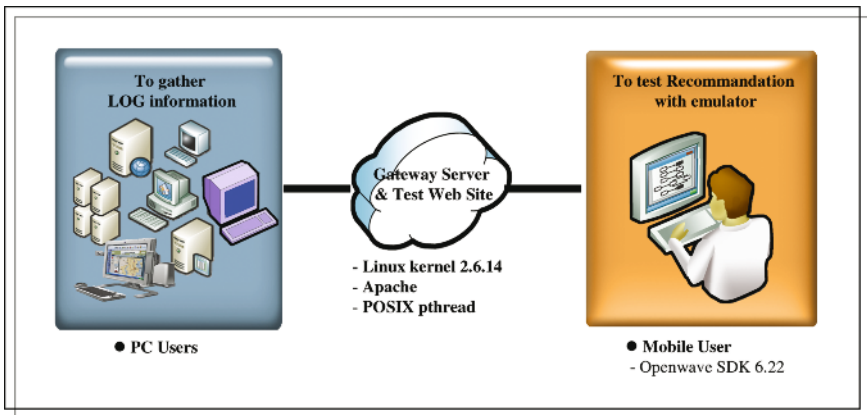 To gather
LOG information
● PC Users
Gateway Server
& Test Web Site
- Linux kernel 2.6.14
- Apache
- POSIX pthread
To test Recommandation
with emulator
● Mobile User
- Openwave SDK 6.22